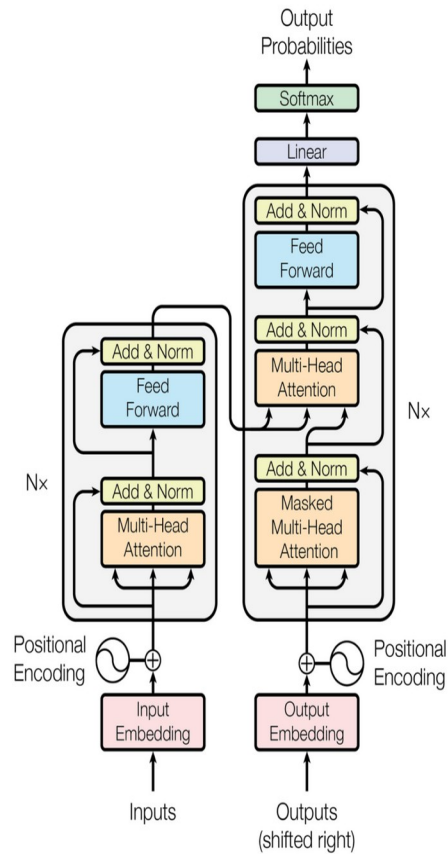 Output
Probabilities
Softmax
Linear
Add & Norm
Feed
Forward
Add & Norm
Multi-Head
Attention
Add & Norm
Masked
Multi-Head
Attention
N×
Add & Norm
Feed
Forward
Add & Norm
Multi-Head
Attention
N×
Positional
Encoding
Positional
Encoding
Input
Embedding
Output
Embedding
Inputs
Outputs
(shifted right)